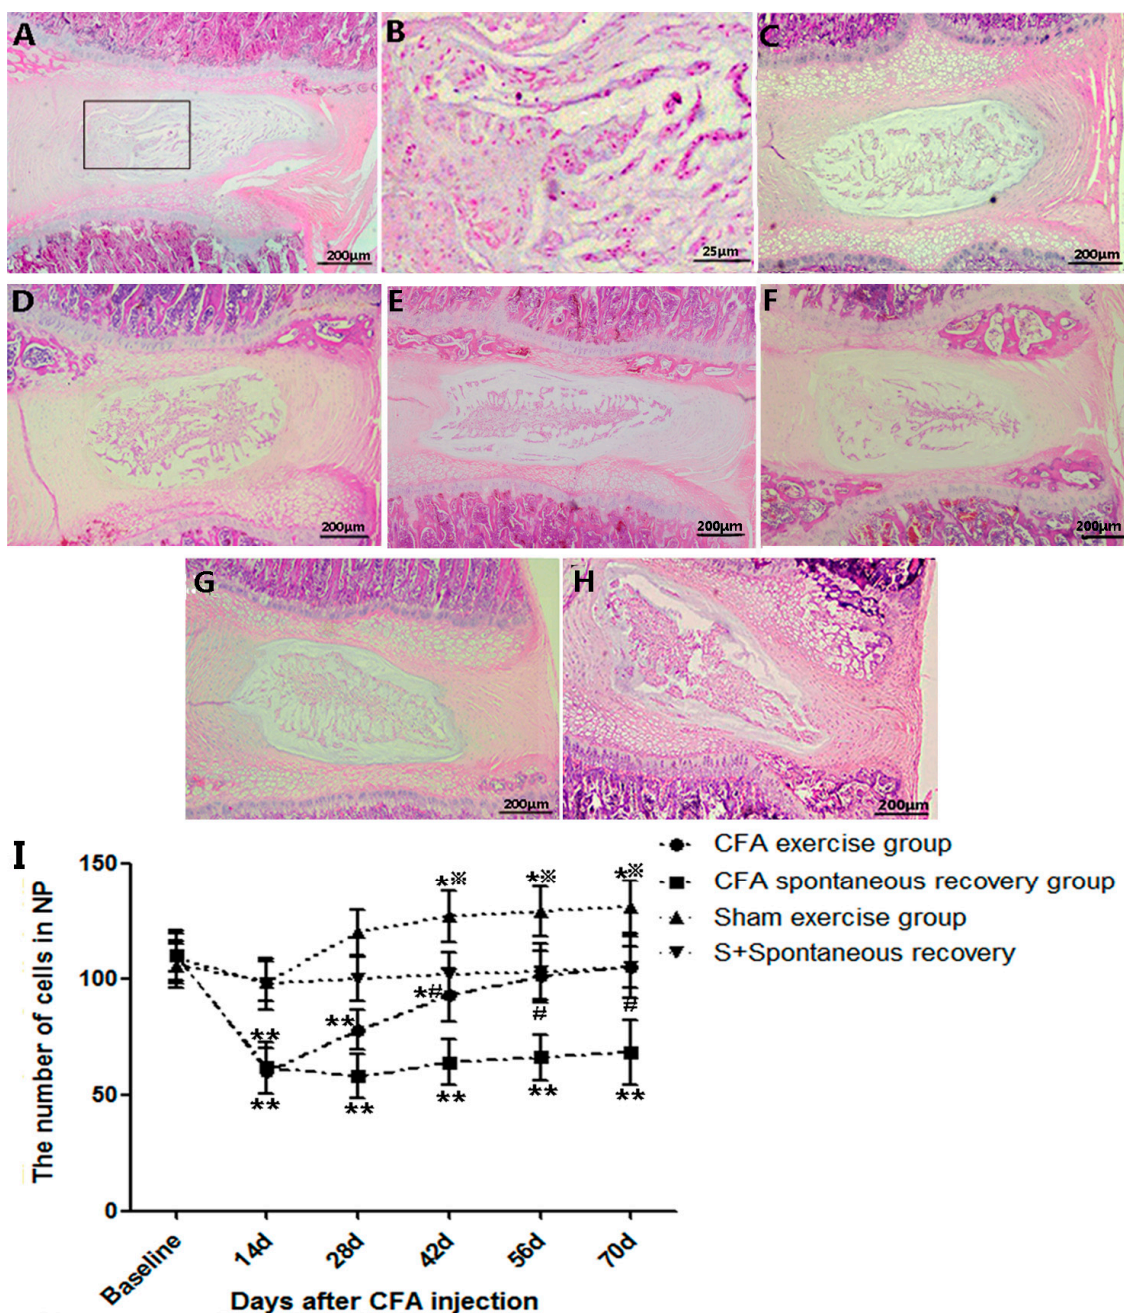 A
200μm
B
25μm
C
200μm
D
200μm
E
200μm
F
200μm
G
200μm
H
200μm
I
The number of cells in NP
150
100
50
0
Baseline
14d
28d
42d
56d
70d
Days after CFA injection
CFA exercise group
CFA spontaneous recovery group
Sham exercise group
S+Spontaneous recovery
*※
*※
*※
**
**
*#
#
#
**
**
**
**
**